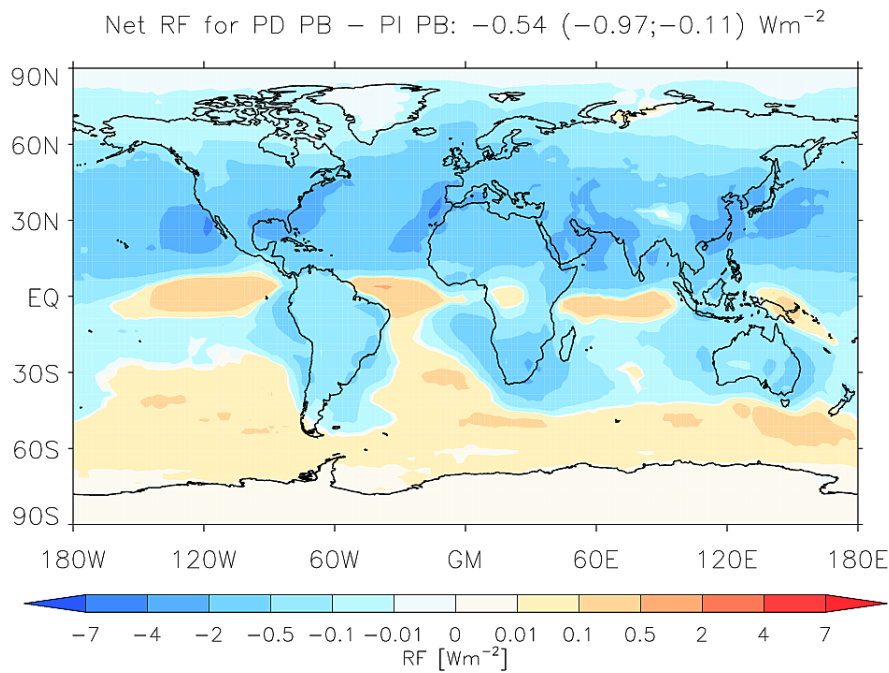 Net RF for PD PB − PI PB: −0.54 (−0.97;−0.11) Wm⁻²
90N
60N
30N
EQ
30S
60S
90S
180W 120W 60W GM 60E 120E 180E
−7 −4 −2 −0.5 −0.1 −0.01 0 0.01 0.1 0.5 2 4 7
RF [Wm⁻²]